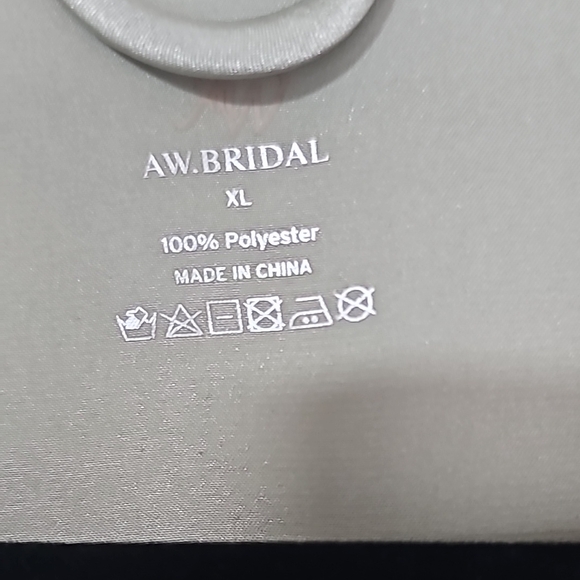 AW.BRIDAL
XL
100% Polyester
MADE IN CHINA